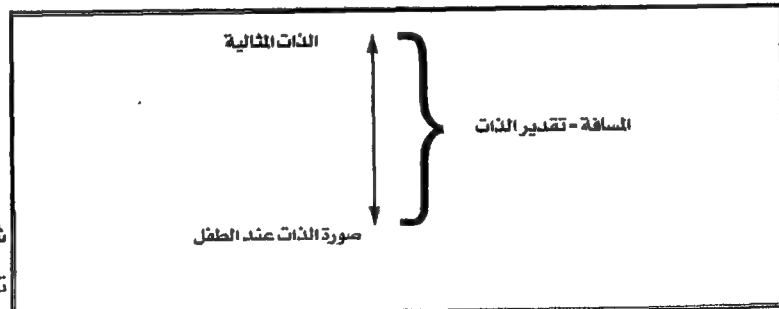 الذات المثالية
المسافة = تقدير الذات
صورة الذات عند الطفل